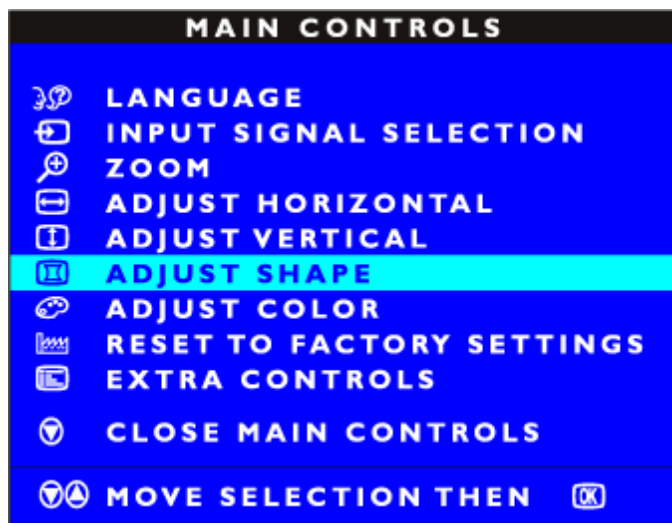 MAIN CONTROLS
LANGUAGE
INPUT SIGNAL SELECTION
ZOOM
ADJUST HORIZONTAL
ADJUST VERTICAL
ADJUST SHAPE
ADJUST COLOR
RESET TO FACTORY SETTINGS
EXTRA CONTROLS
CLOSE MAIN CONTROLS
MOVE SELECTION THEN OK